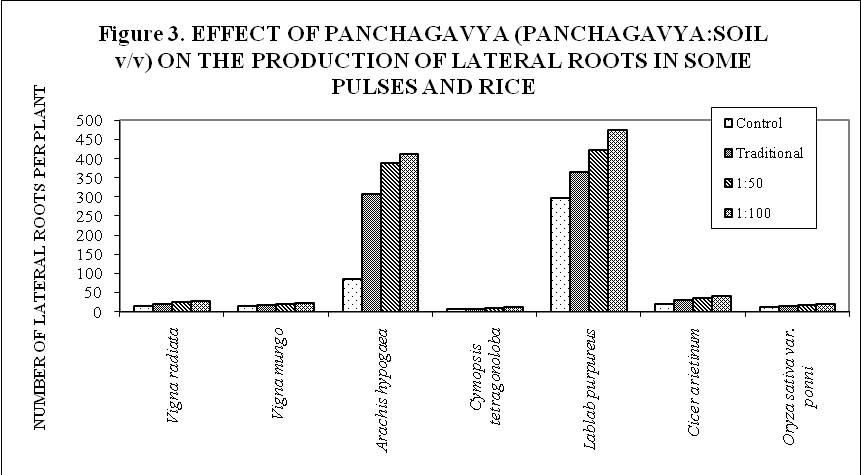 Figure 3. EFFECT OF PANCHAGAVYA (PANCHAGAVYA:SOIL
v/v) ON THE PRODUCTION OF LATERAL ROOTS IN SOME
PULSES AND RICE
NUMBER OF LATERAL ROOTS PER PLANT
500
450
400
350
300
250
200
150
100
50
0
Control
Traditional
1:50
1:100
Vigna radiata
Vigna mungo
Arachis hypogaea
Cymopsis
tetragonoloba
Lablab purpureus
Cicer arietinum
Oryza sativa var.
ponni